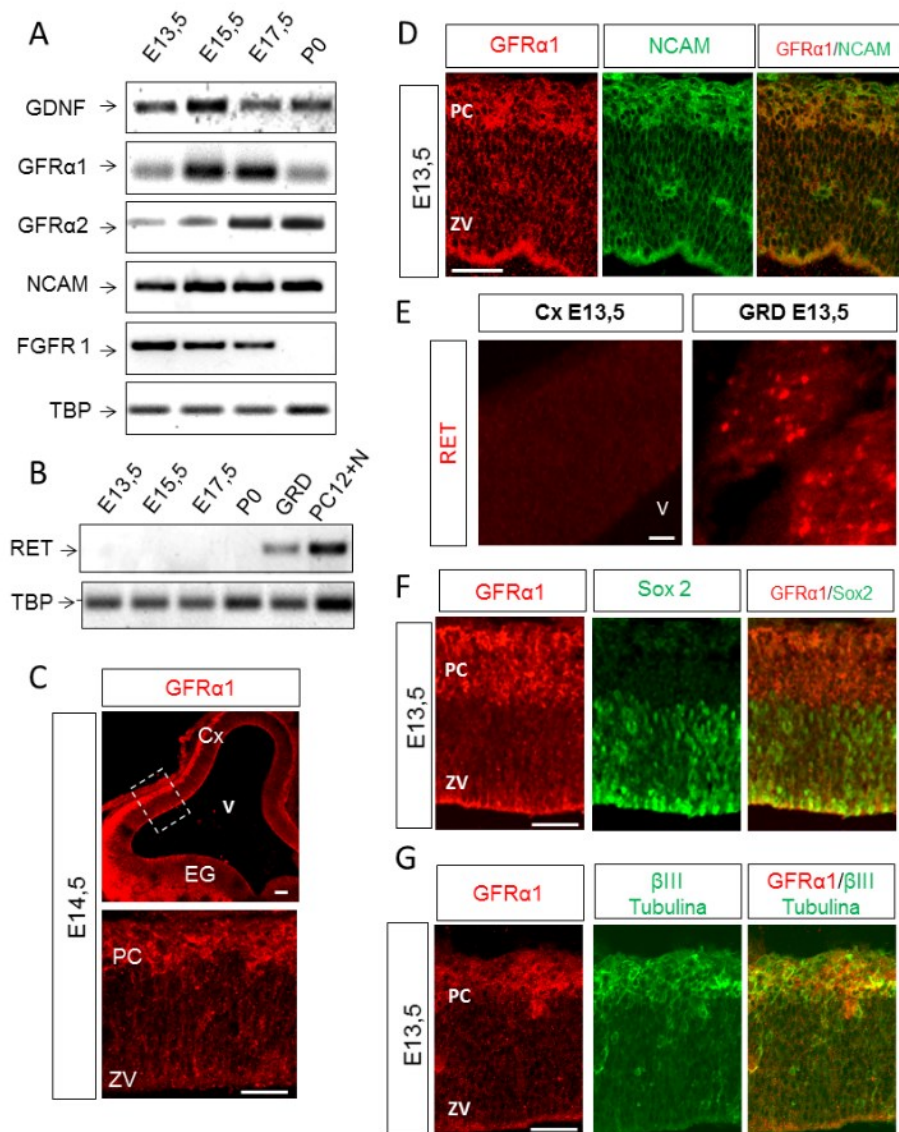 A
E13,5 E15,5 E17,5 P0
GDNF
GFRα1
GFRα2
NCAM
FGFR 1
TBP
B
E13,5 E15,5 E17,5 P0 GRD PC12+N
RET
TBP
C
GFRα1
E14,5
Cx
V
EG
PC
ZV
D
GFRα1 NCAM GFRα1/NCAM
E13,5
PC
ZV
E
Cx E13,5 GRD E13,5
RET
V
F
GFRα1 Sox 2 GFRα1/Sox2
E13,5
PC
ZV
G
GFRα1 βIII Tubulina GFRα1/βIII Tubulina
E13,5
PC
ZV